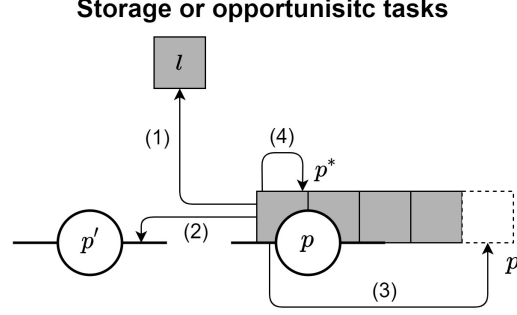 Storage or opportunisitc tasks
l
(1)
(4)
p*
(2)
p′
p
p
(3)